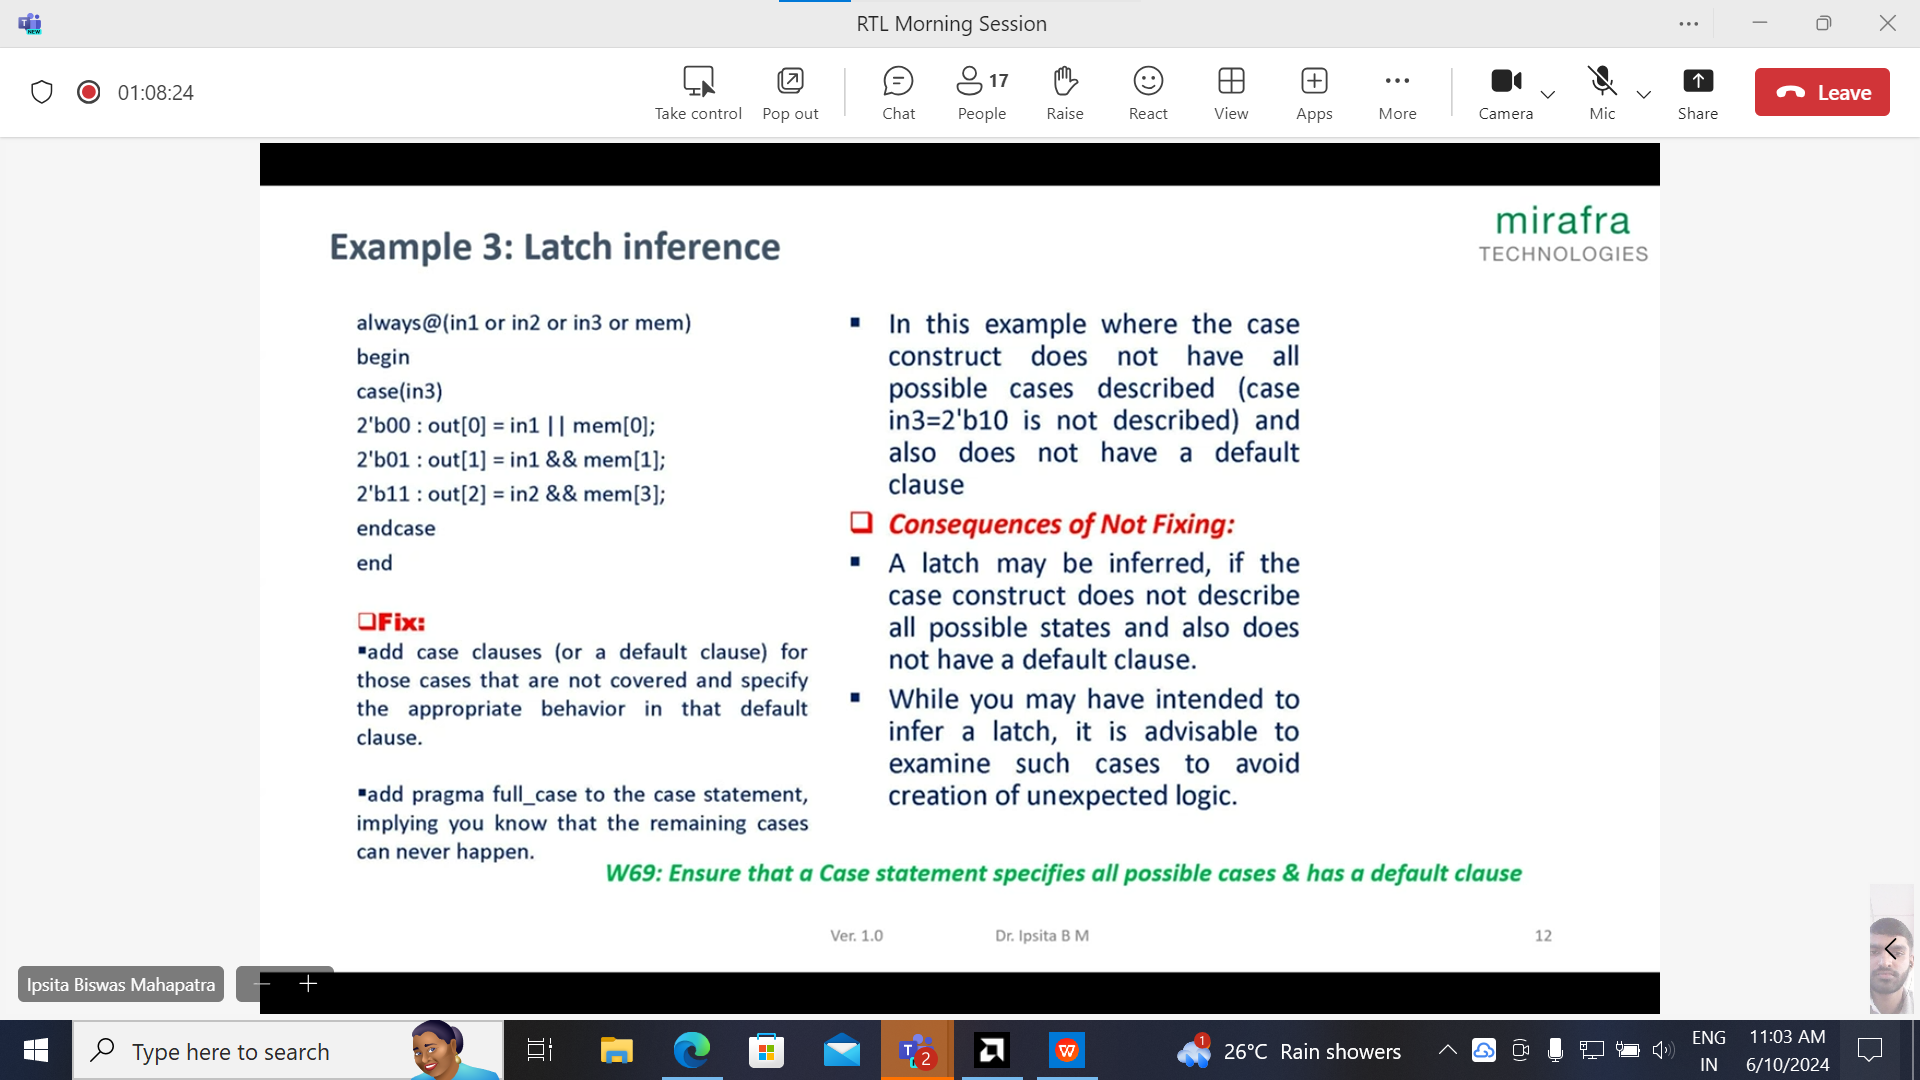 RTL Morning Session
NEW
01:08:24
Take control
Pop out
Chat
17
People
Raise
React
View
Apps
More
Camera
Mic
Share
Leave
mirafra
TECHNOLOGIES
Example 3: Latch inference
always@(in1 or in2 or in3 or mem)
begin
case(in3)
2'b00 : out[0] = in1 || mem[0];
2'b01 : out[1] = in1 && mem[1];
2'b11 : out[2] = in2 && mem[3];
endcase
end
❑Fix:
▪add case clauses (or a default clause) for
those cases that are not covered and specify
the appropriate behavior in that default
clause.
▪add pragma full_case to the case statement,
implying you know that the remaining cases
can never happen.
▪ In this example where the case
construct does not have all
possible cases described (case
in3=2'b10 is not described) and
also does not have a default
clause
❑ Consequences of Not Fixing:
▪ A latch may be inferred, if the
case construct does not describe
all possible states and also does
not have a default clause.
▪ While you may have intended to
infer a latch, it is advisable to
examine such cases to avoid
creation of unexpected logic.
W69: Ensure that a Case statement specifies all possible cases & has a default clause
Ver. 1.0
Dr. Ipsita B M
12
Ipsita Biswas Mahapatra
Type here to search
2
1
26°C Rain showers
ENG
IN
11:03 AM
6/10/2024